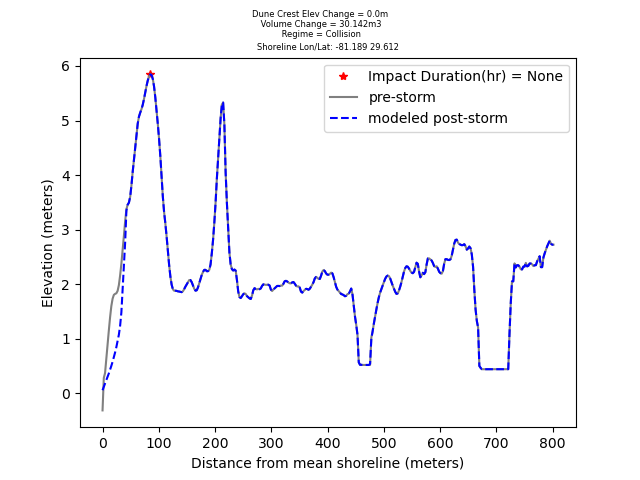 Dune Crest Elev Change = 0.0m
Volume Change = 30.142m3
Regime = Collision
Shoreline Lon/Lat: -81.189 29.612
Impact Duration(hr) = None
pre-storm
modeled post-storm
Elevation (meters)
6
5
4
3
2
1
0
0 100 200 300 400 500 600 700 800
Distance from mean shoreline (meters)